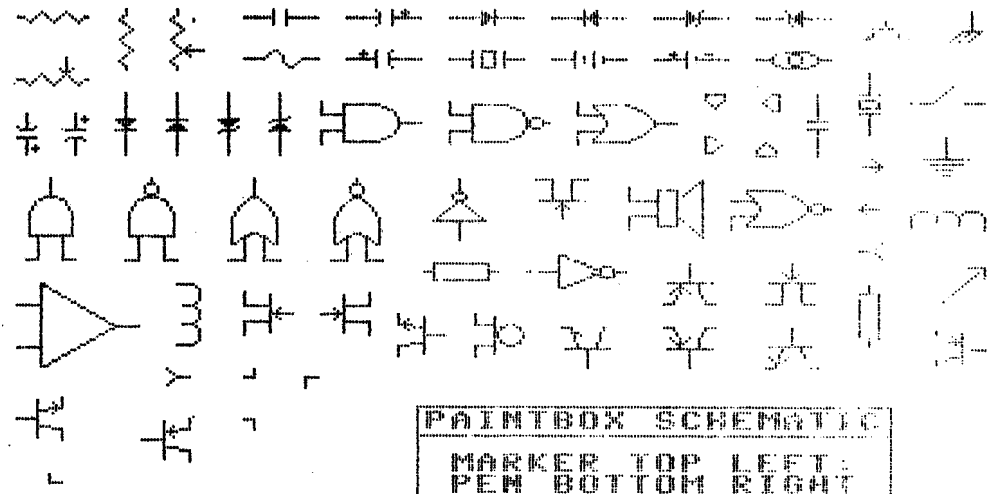 PAINTBOX SCHEMATIC
MARKER TOP LEFT:
PEN BOTTOM RIGHT